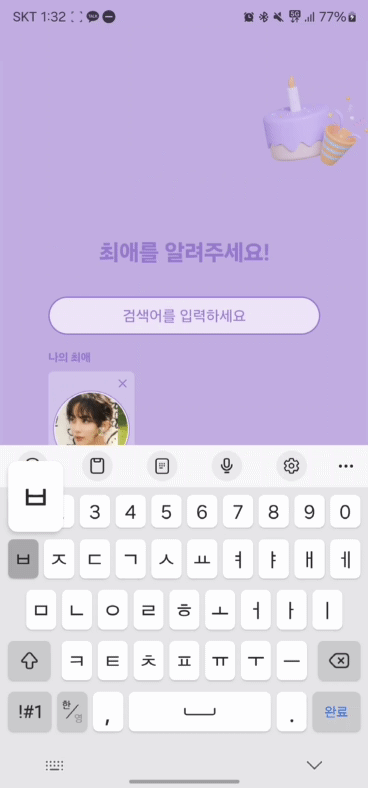 SKT 1:32 77%
최애를 알려주세요!
검색어를 입력하세요
나의 최애
ㅂ
3 4 5 6 7 8 9 0
ㅂ ㅈ ㄷ ㄱ ㅅ ㅛ ㅕ ㅑ ㅐ ㅔ
ㅁ ㄴ ㅇ ㄹ ㅎ ㅗ ㅓ ㅏ ㅣ
ㅋ ㅌ ㅊ ㅍ ㅠ ㅜ ㅡ
!#1 한/영 , . 완료